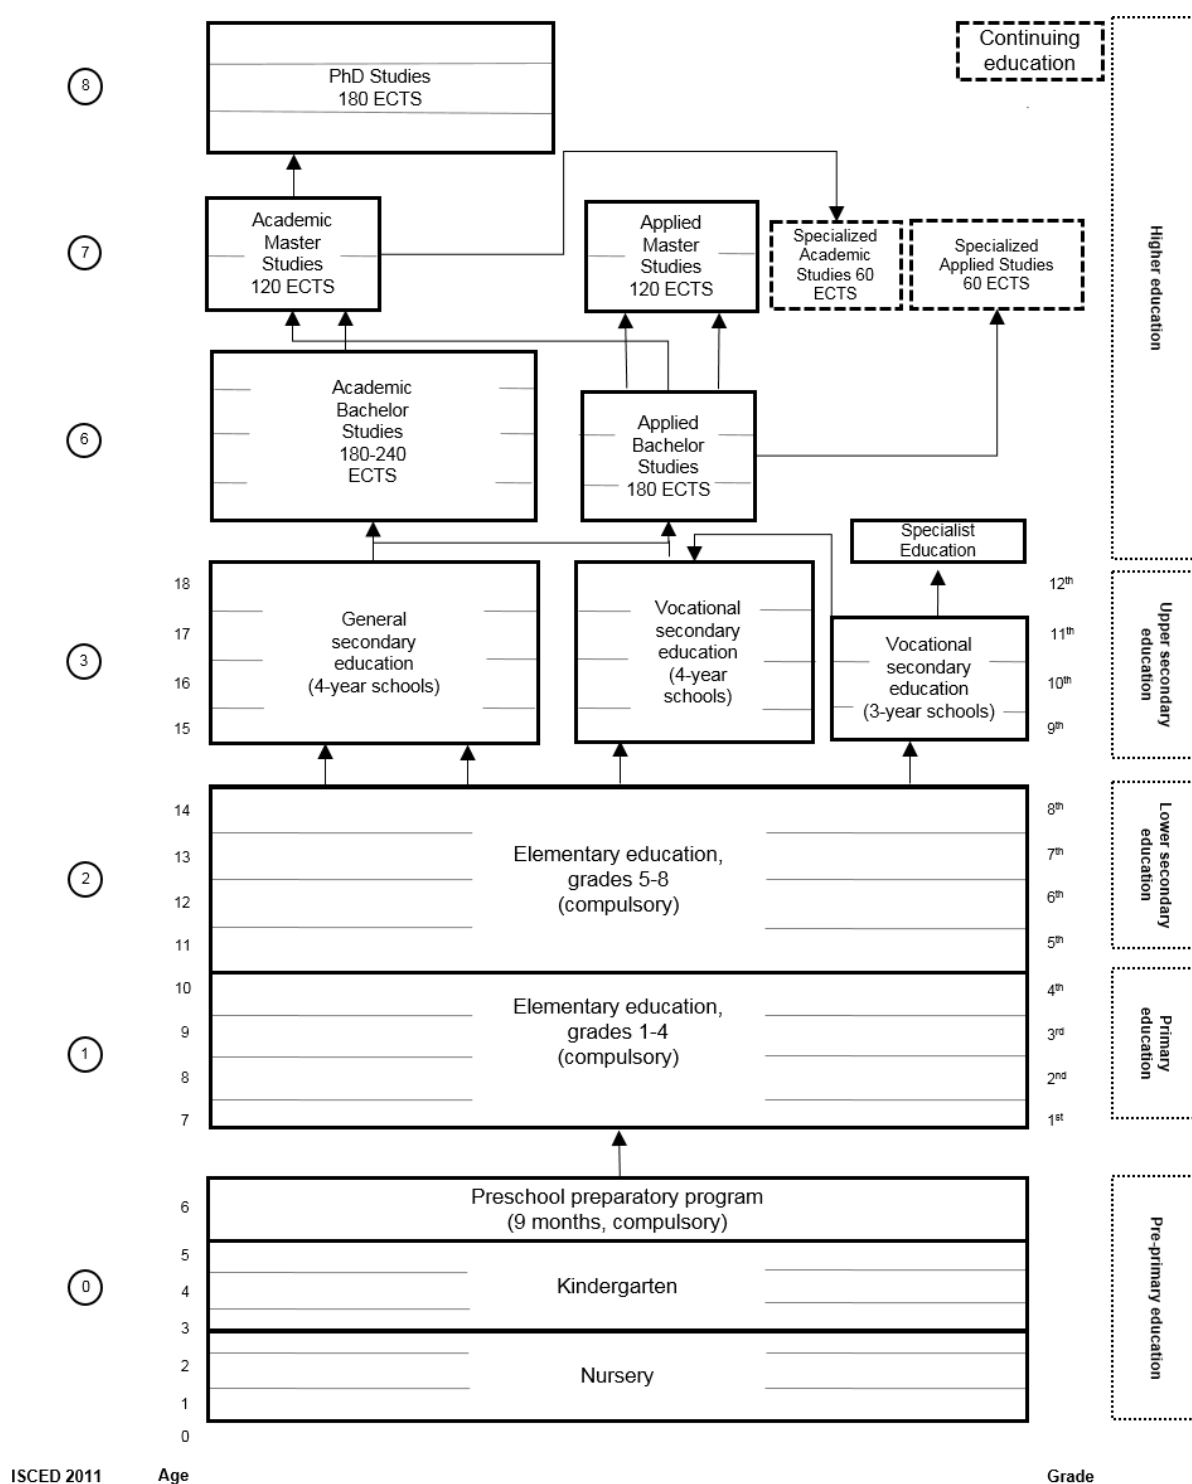 Continuing
education
PhD Studies
180 ECTS
8
Academic
Master
Studies
120 ECTS
Applied
Master
Studies
120 ECTS
Specialized
Academic
Studies 60
ECTS
Specialized
Applied Studies
60 ECTS
7
Higher education
Academic
Bachelor
Studies
180-240
ECTS
Applied
Bachelor
Studies
180 ECTS
6
Specialist
Education
18
17
16
15
3
General
secondary
education
(4-year schools)
Vocational
secondary
education
(4-year
schools)
Vocational
secondary
education
(3-year schools)
12th
11th
10th
9th
Upper secondary
education
14
13
12
11
2
Elementary education,
grades 5-8
(compulsory)
8th
7th
6th
5th
Lower secondary
education
10
9
8
7
1
Elementary education,
grades 1-4
(compulsory)
4th
3rd
2nd
1st
Primary
education
6
Preschool preparatory program
(9 months, compulsory)
5
4
3
0
Kindergarten
2
1
0
Nursery
Pre-primary education
ISCED 2011
Age
Grade